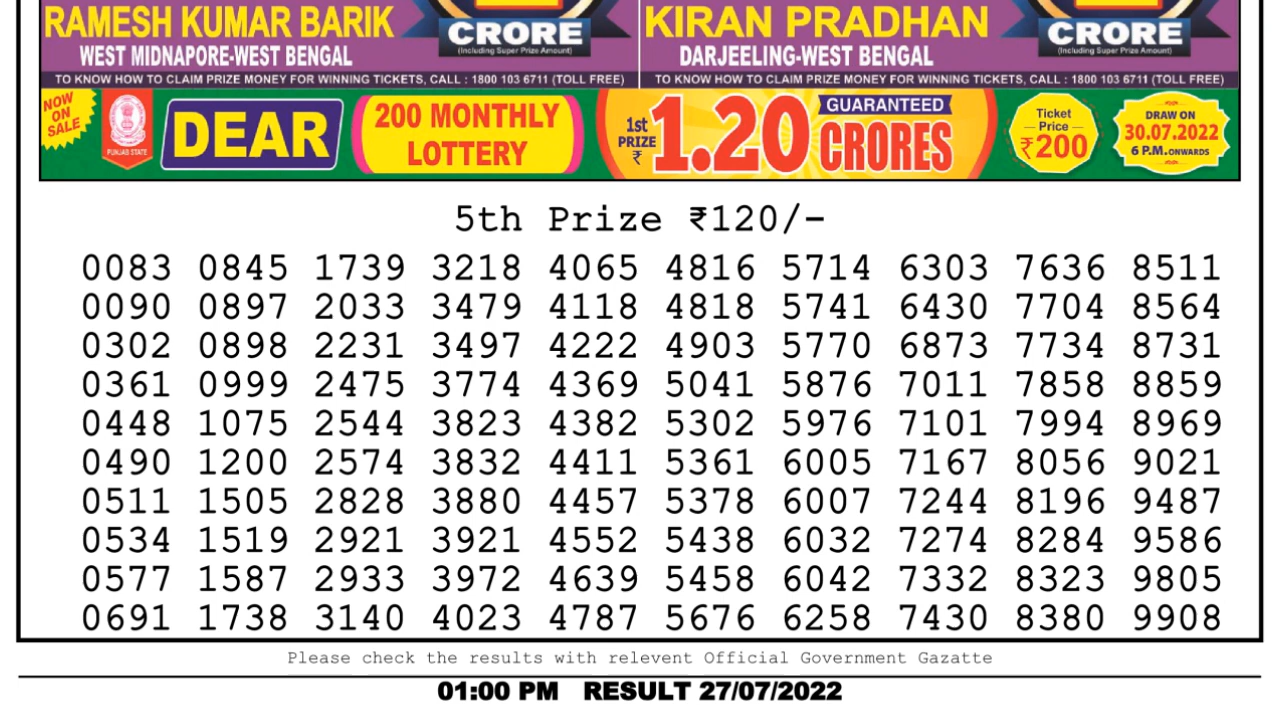 RAMESH KUMAR BARIK
WEST MIDNAPORE-WEST BENGAL
CRORE
(Including Super Prize Amount)
KIRAN PRADHAN
DARJEELING-WEST BENGAL
CRORE
(Including Super Prize Amount)
TO KNOW HOW TO CLAIM PRIZE MONEY FOR WINNING TICKETS, CALL : 1800 103 6711 (TOLL FREE)
TO KNOW HOW TO CLAIM PRIZE MONEY FOR WINNING TICKETS, CALL : 1800 103 6711 (TOLL FREE)
NOW
ON
SALE
PUNJAB STATE
DEAR
200 MONTHLY
LOTTERY
1st
PRIZE
₹
1.20
GUARANTEED
CRORES
Ticket
Price
₹200
DRAW ON
30.07.2022
6 P.M. ONWARDS
5th Prize ₹120/-
0083 0845 1739 3218 4065 4816 5714 6303 7636 8511
0090 0897 2033 3479 4118 4818 5741 6430 7704 8564
0302 0898 2231 3497 4222 4903 5770 6873 7734 8731
0361 0999 2475 3774 4369 5041 5876 7011 7858 8859
0448 1075 2544 3823 4382 5302 5976 7101 7994 8969
0490 1200 2574 3832 4411 5361 6005 7167 8056 9021
0511 1505 2828 3880 4457 5378 6007 7244 8196 9487
0534 1519 2921 3921 4552 5438 6032 7274 8284 9586
0577 1587 2933 3972 4639 5458 6042 7332 8323 9805
0691 1738 3140 4023 4787 5676 6258 7430 8380 9908
Please check the results with relevent Official Government Gazatte
01:00 PM RESULT 27/07/2022